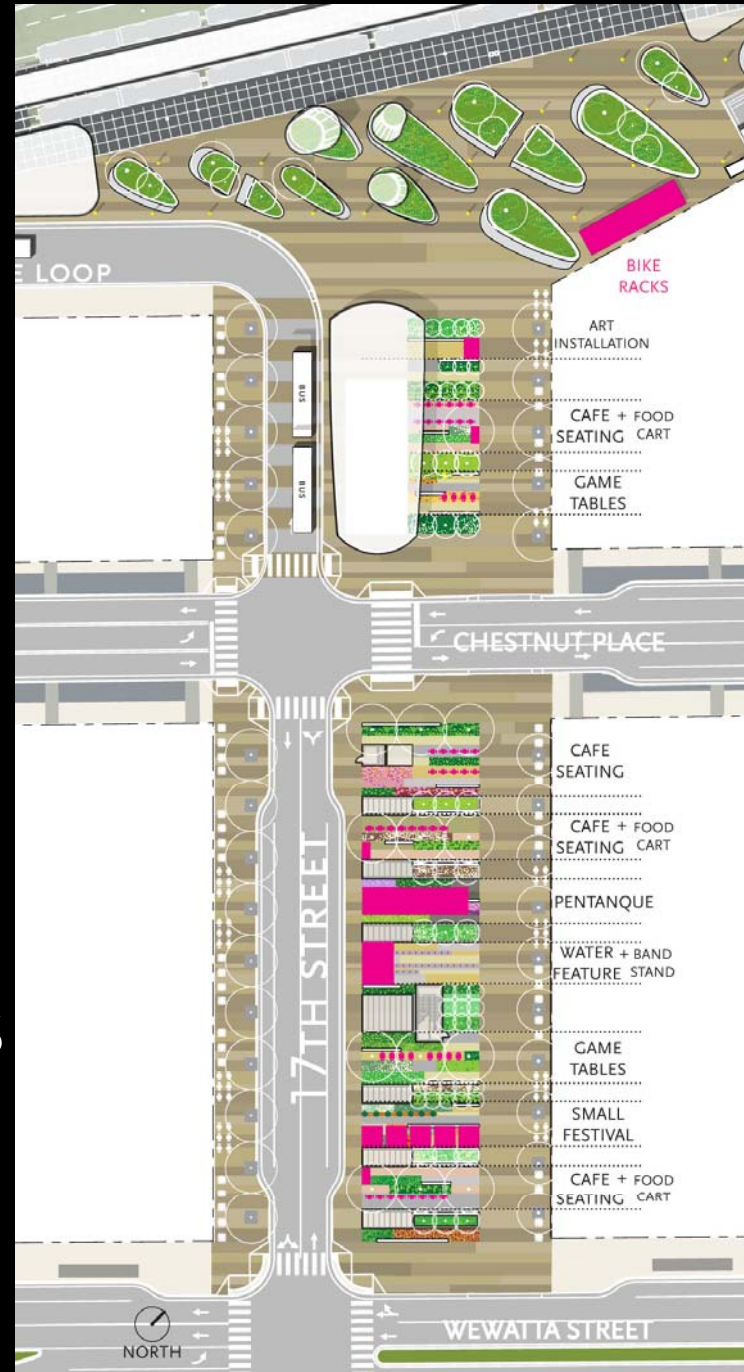 E LOOP
BIKE
RACKS
ART
INSTALLATION
BUS
CAFE + FOOD
SEATING CART
BUS
GAME
TABLES
CHESTNUT PLACE
CAFE
SEATING
CAFE + FOOD
SEATING CART
PENTANQUE
17TH STREET
WATER + BAND
FEATURE STAND
GAME
TABLES
SMALL
FESTIVAL
CAFE + FOOD
SEATING CART
WEWATTA STREET
NORTH